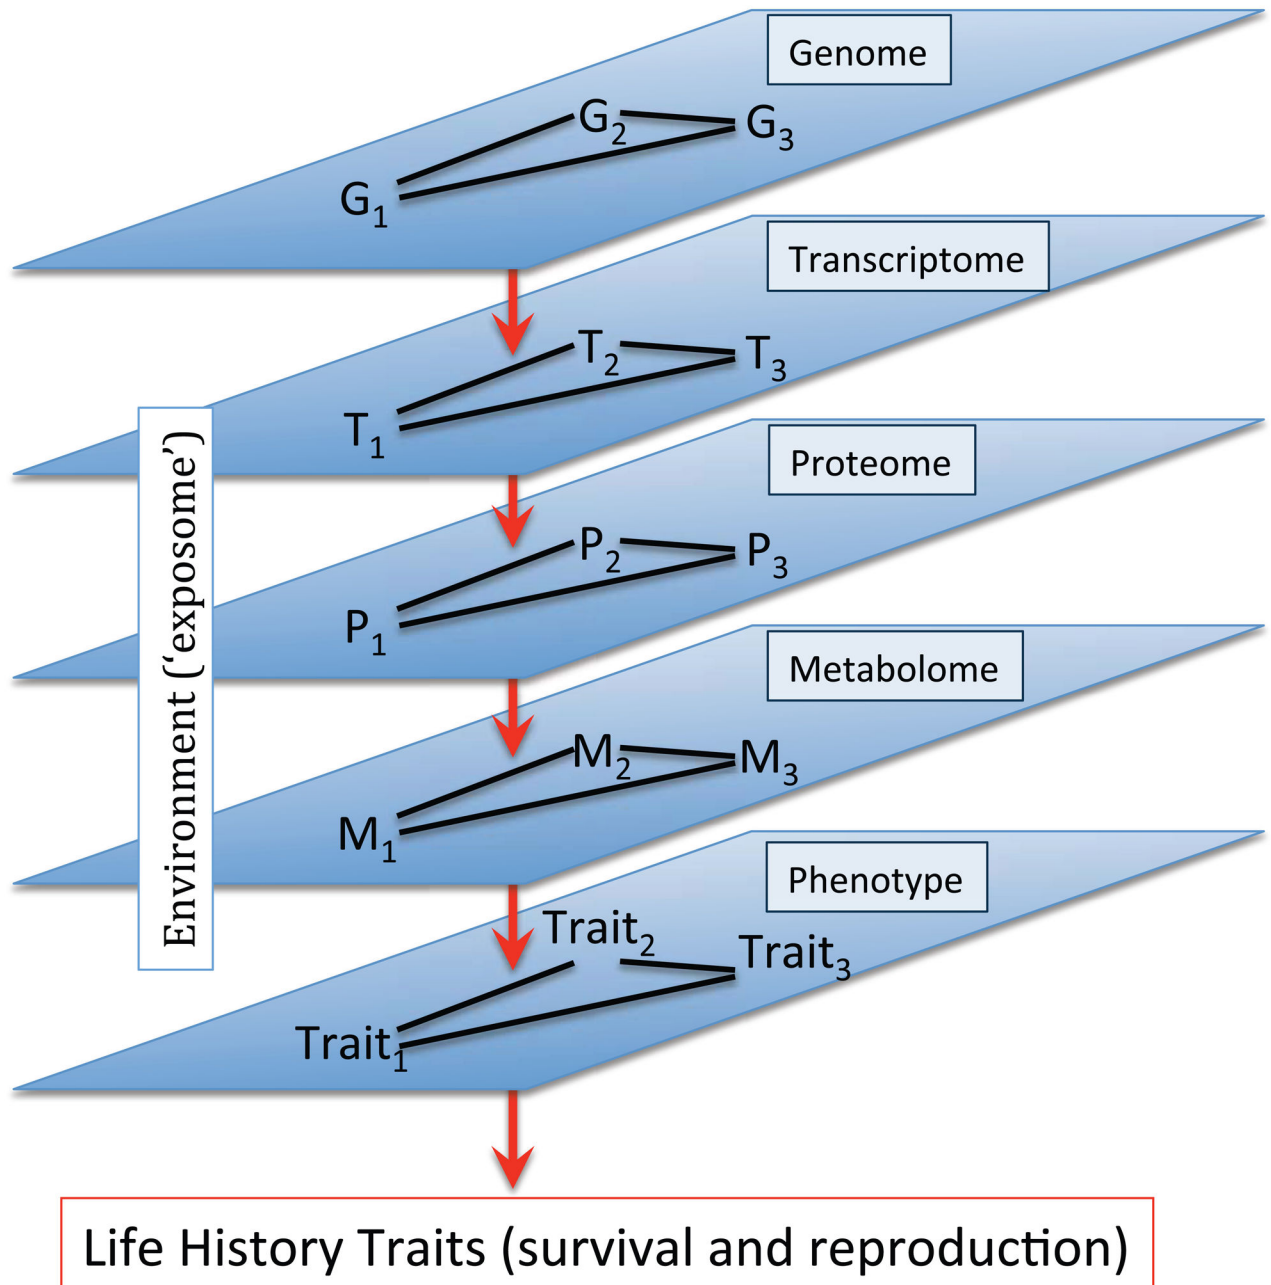 Genome
G₂
G₃
G₁
Transcriptome
T₂
T₃
T₁
Environment (‘exposome’)
Proteome
P₂
P₃
P₁
Metabolome
M₂
M₃
M₁
Phenotype
Trait₂
Trait₃
Trait₁
Life History Traits (survival and reproduction)